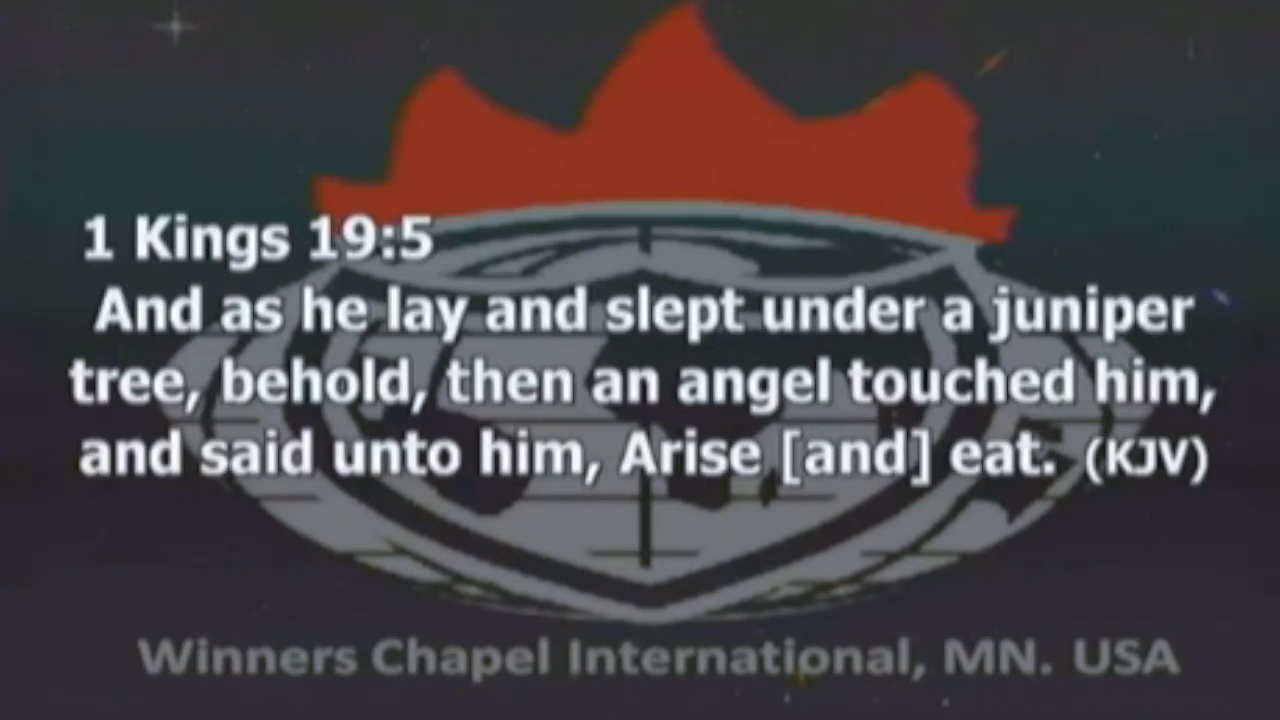 1 Kings 19:5
And as he lay and slept under a juniper
tree, behold, then an angel touched him,
and said unto him, Arise [and] eat. (KJV)
Winners Chapel International, MN. USA